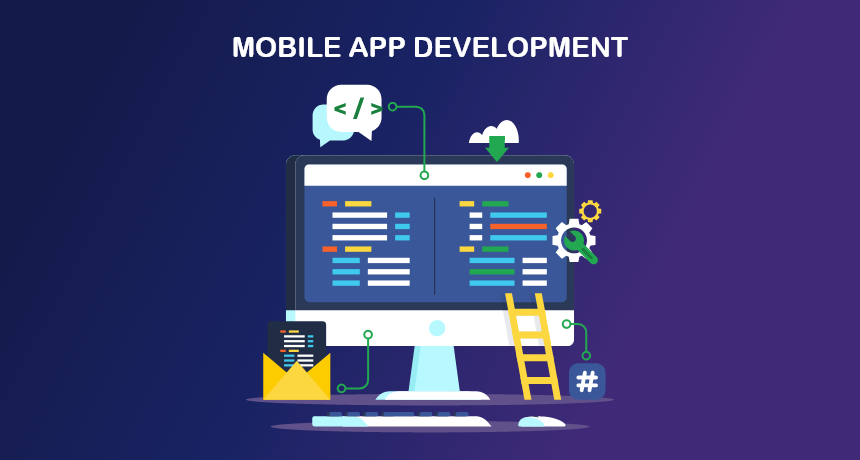 MOBILE APP DEVELOPMENT
</>
#